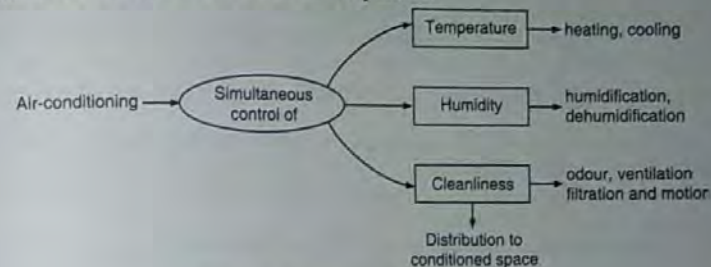 Temperature
heating, cooling
Air-conditioning
Simultaneous
control of
Humidity
humidification,
dehumidification
Cleanliness
odour, ventilation
filtration and motion
Distribution to
conditioned space